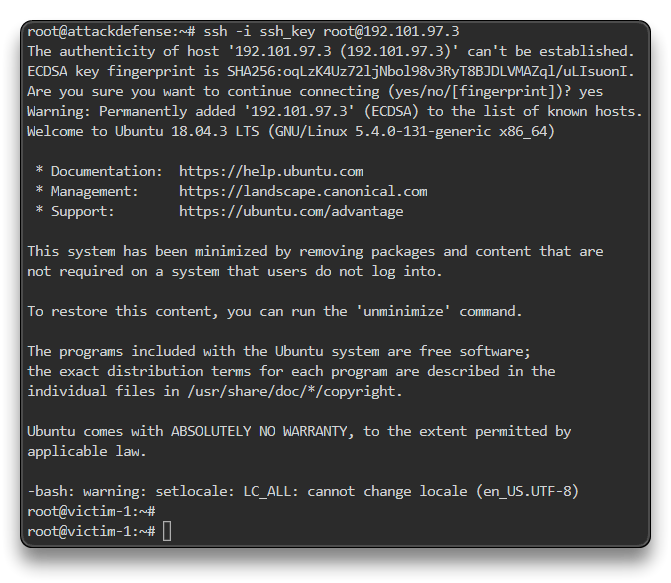 root@attackdefense:~# ssh -i ssh_key root@192.101.97.3
The authenticity of host '192.101.97.3 (192.101.97.3)' can't be established.
ECDSA key fingerprint is SHA256:oqLzK4Uz72ljNbol98v3RyT8BJDLVMAZql/uLIsuonI.
Are you sure you want to continue connecting (yes/no/[fingerprint])? yes
Warning: Permanently added '192.101.97.3' (ECDSA) to the list of known hosts.
Welcome to Ubuntu 18.04.3 LTS (GNU/Linux 5.4.0-131-generic x86_64)
* Documentation:  https://help.ubuntu.com
* Management:     https://landscape.canonical.com
* Support:        https://ubuntu.com/advantage
This system has been minimized by removing packages and content that are
not required on a system that users do not log into.
To restore this content, you can run the 'unminimize' command.
The programs included with the Ubuntu system are free software;
the exact distribution terms for each program are described in the
individual files in /usr/share/doc/*/copyright.
Ubuntu comes with ABSOLUTELY NO WARRANTY, to the extent permitted by
applicable law.
-bash: warning: setlocale: LC_ALL: cannot change locale (en_US.UTF-8)
root@victim-1:~#
root@victim-1:~#